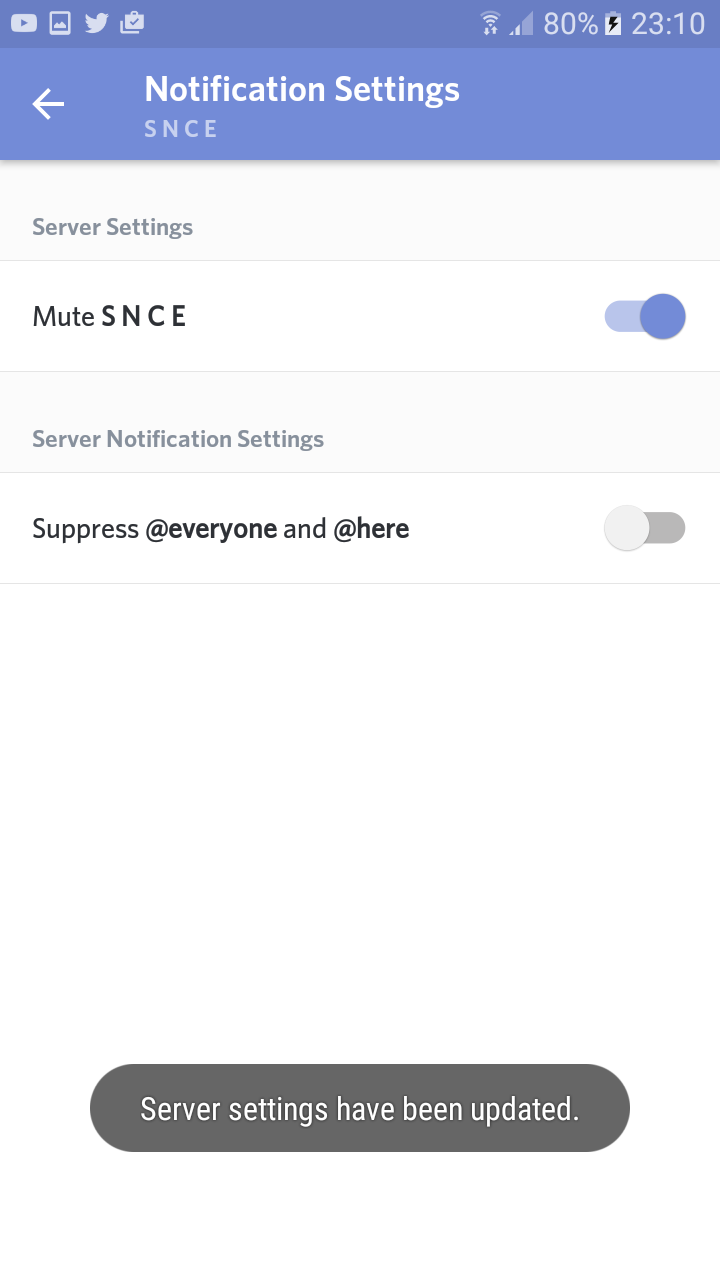 80% 23:10
Notification Settings
S N C E
Server Settings
Mute S N C E
Server Notification Settings
Suppress @everyone and @here
Server settings have been updated.